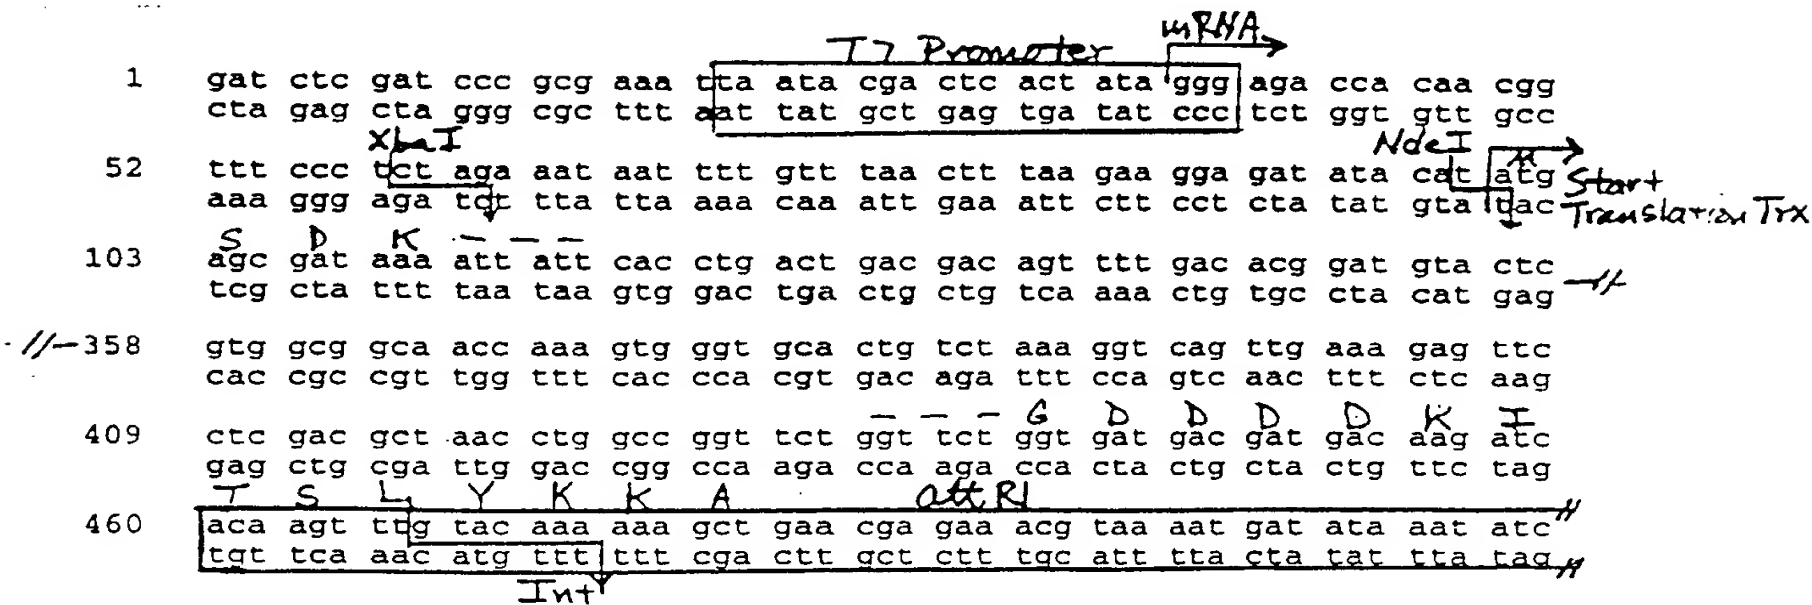 T7 Promoter mRNA
1 gat ctc gat ccc gcg aaa tta ata cga ctc act ata ggg aga cca caa cgg
cta gag cta ggg cgc ttt aat tat gct gag tga tat ccc tct ggt gtt gcc
XbaI NdeI
52 ttt ccc tct aga aat aat ttt gtt taa ctt taa gaa gga gat ata cat atg Start
aaa ggg aga tct tta tta aaa caa att gaa att ctt cct cta tat gta tac Translation Trx
M
S D K - - -
103 agc gat aaa att att cac ctg act gac gac agt ttt gac acg gat gta ctc
tcg cta ttt taa taa gtg gac tga ctg ctg tca aaa ctg tgc cta cat gag
358 gtg gcg gca acc aaa gtg ggt gca ctg tct aaa ggt cag ttg aaa gag ttc
cac cgc cgt tgg ttt cac cca cgt gac aga ttt cca gtc aac ttt ctc aag
- - - G D D D D K I
409 ctc gac gct aac ctg gcc ggt tct ggt tct ggt gat gac gat gac aag atc
gag ctg cga ttg gac cgg cca aga cca aga cca cta ctg cta ctg ttc tag
T S L Y K K A attR1
460 aca agt ttg tac aaa aaa gct gaa cga gaa acg taa aat gat ata aat atc
tgt tca aac atg ttt ttt cga ctt gct ctt tgc att tta cta tat tta tag
Int